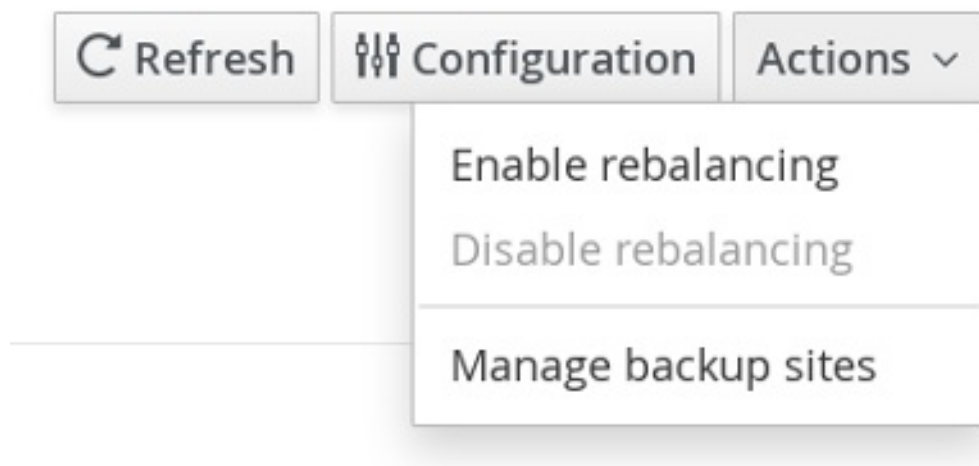 Refresh Configuration Actions
Enable rebalancing
Disable rebalancing
Manage backup sites